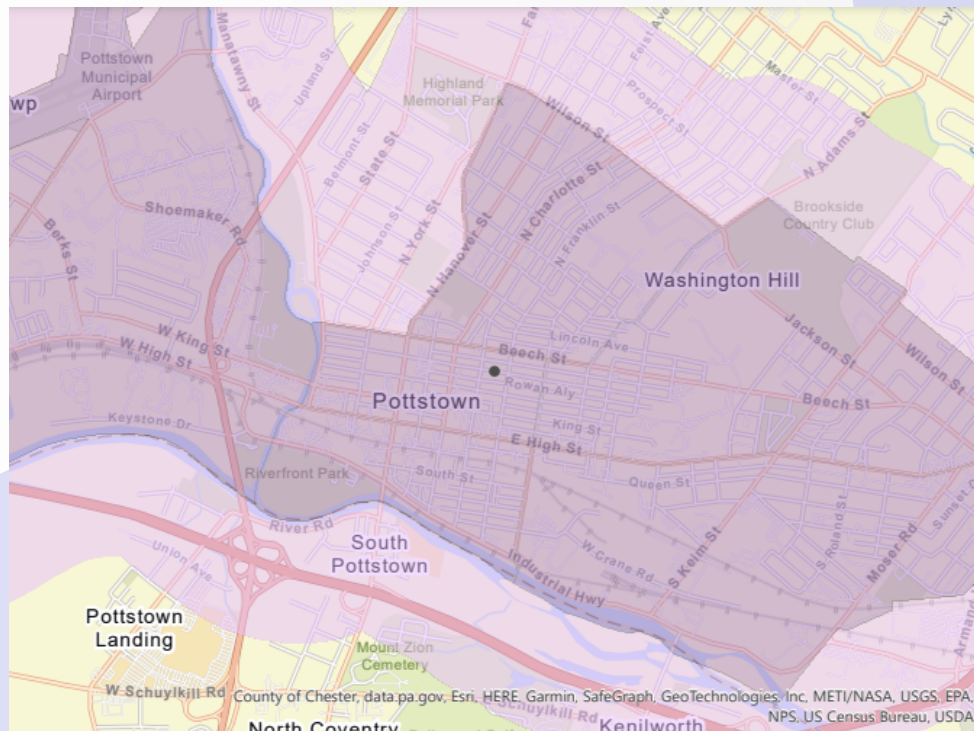 Pottstown
Municipal
Airport
wp
Manatawny St
Upland St
Highland
Memorial Park
Wilson St
Prospect St
Master St
N Adams St
Belmont St
State St
Johnson St
N York St
N Hanover St
N Charlotte St
N Franklin St
Brookside
Country Club
Shoemaker Rd
Berks St
Washington Hill
W King St
W High St
Lincoln Ave
Beech St
Jackson St
Wilson St
Rowan Aly
Pottstown
Beech St
Keystone Dr
King St
E High St
Riverfront Park
South St
Queen St
River Rd
South
Pottstown
Union Ave
Industrial Hwy
W Crane Rd
S Keim St
S Roland St
Moser Rd
Pottstown
Landing
Mount Zion
Cemetery
W Schuylkill Rd
Schuylkill Rd
County of Chester, data.pa.gov, Esri, HERE, Garmin, SafeGraph, GeoTechnologies, Inc, METI/NASA, USGS, EPA,
NPS, US Census Bureau, USDA
North Coventry
Kenilworth